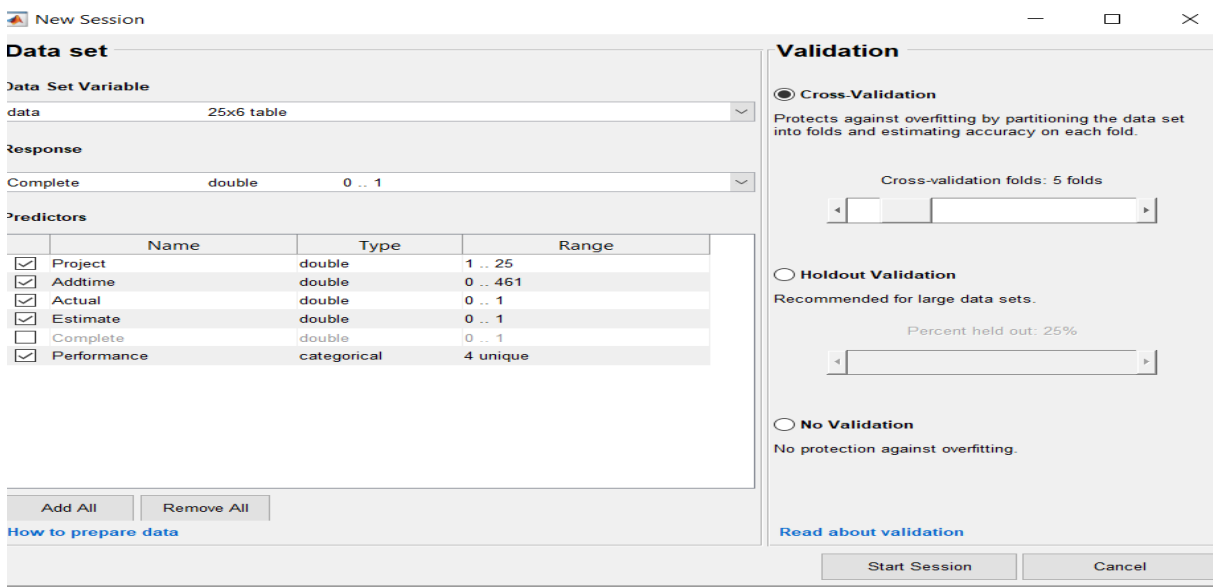 New Session
Data set
Data Set Variable
data 25x6 table
Response
Complete double 0 .. 1
Predictors
Name Type Range
Project double 1 .. 25
Addtime double 0 .. 461
Actual double 0 .. 1
Estimate double 0 .. 1
Complete double 0 .. 1
Performance categorical 4 unique
Add All Remove All
How to prepare data
Validation
Cross-Validation
Protects against overfitting by partitioning the data set
into folds and estimating accuracy on each fold.
Cross-validation folds: 5 folds
Holdout Validation
Recommended for large data sets.
Percent held out: 25%
No Validation
No protection against overfitting.
Read about validation
Start Session Cancel